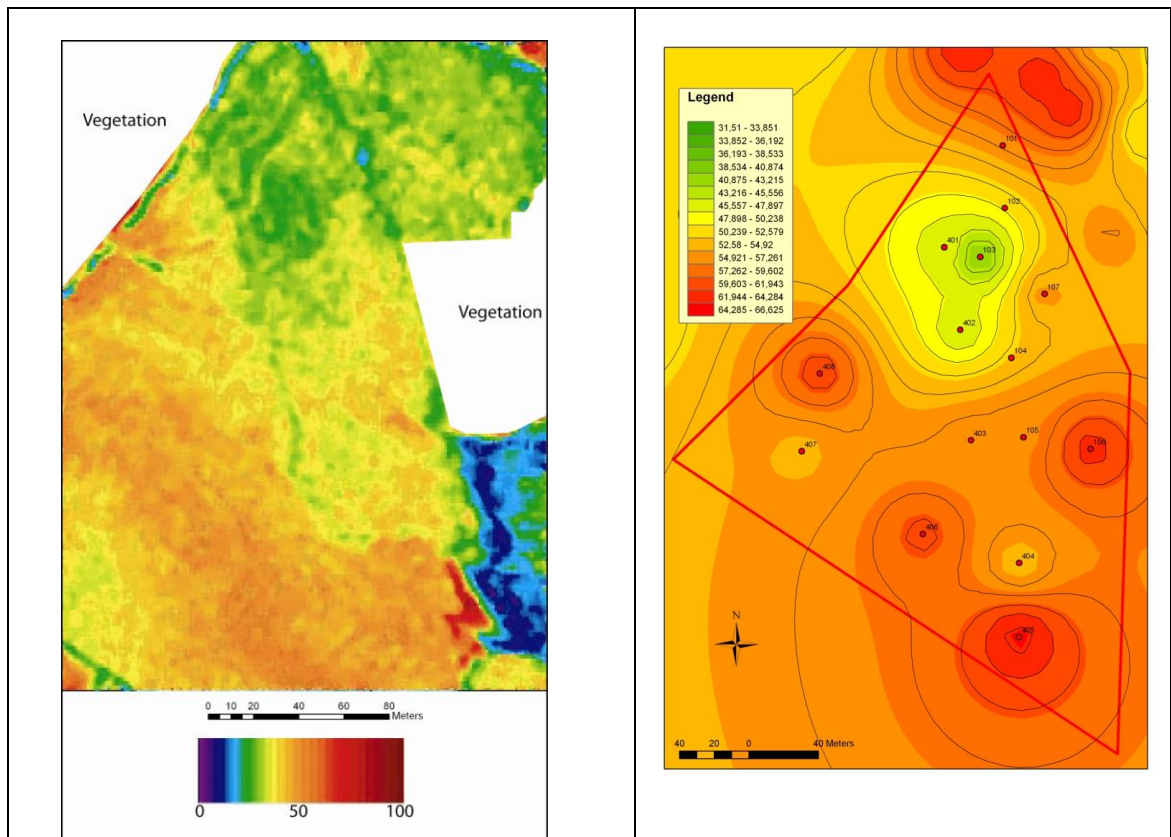 Vegetation
Vegetation
0 10 20 40 60 80
Meters
0 50 100
Legend
31,51 - 33,851
33,852 - 36,192
36,193 - 38,533
38,534 - 40,874
40,875 - 43,215
43,216 - 45,556
45,557 - 47,897
47,898 - 50,238
50,239 - 52,579
52,58 - 54,92
54,921 - 57,261
57,262 - 59,602
59,603 - 61,943
61,944 - 64,284
64,285 - 66,625
101
102
401
103
107
402
104
408
403
105
407
106
406
404
405
N
40 20 0 40 Meters